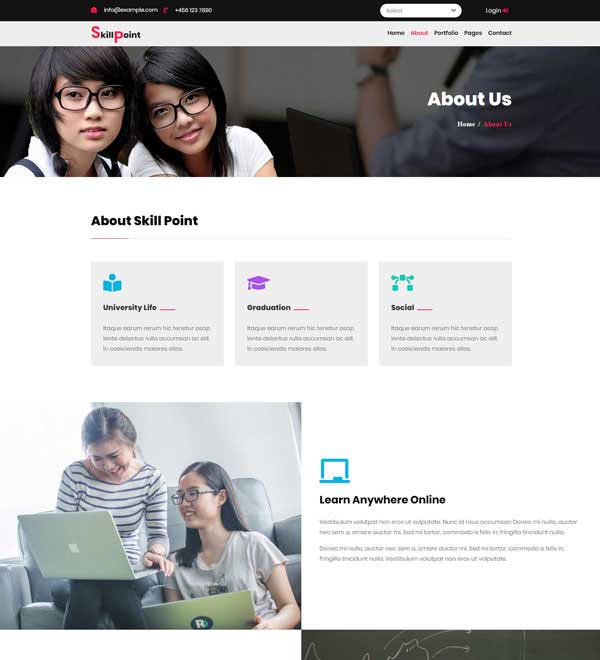 info@example.com +456 123 7890 Select Login
Skill Point Home About Portfolio Pages Contact
About Us
Home / About Us
About Skill Point
University Life Graduation Social
Itaque earum rerum hic tenetur asap Itaque earum rerum hic tenetur asap Itaque earum rerum hic tenetur asap
iente delectus nulla accumsan ac elit iente delectus nulla accumsan ac elit iente delectus nulla accumsan ac elit
In coeiciendis maiores alias. In coeiciendis maiores alias. In coeiciendis maiores alias.
Learn Anywhere Online
Vestibulum volutpat non eros ut vulputate. Nunc id risus accumsan Donec mi nulla, auctor
nec sem a, ornare auctor mi. Sed mi tortor, commodo a felis in, fringilla tincidunt nulla.
Donec mi nulla, auctor nec sem a, ornare auctor mi. Sed mi tortor, commodo a felis in,
fringilla tincidunt nulla. Vestibulum volutpat non eros ut vulputate.